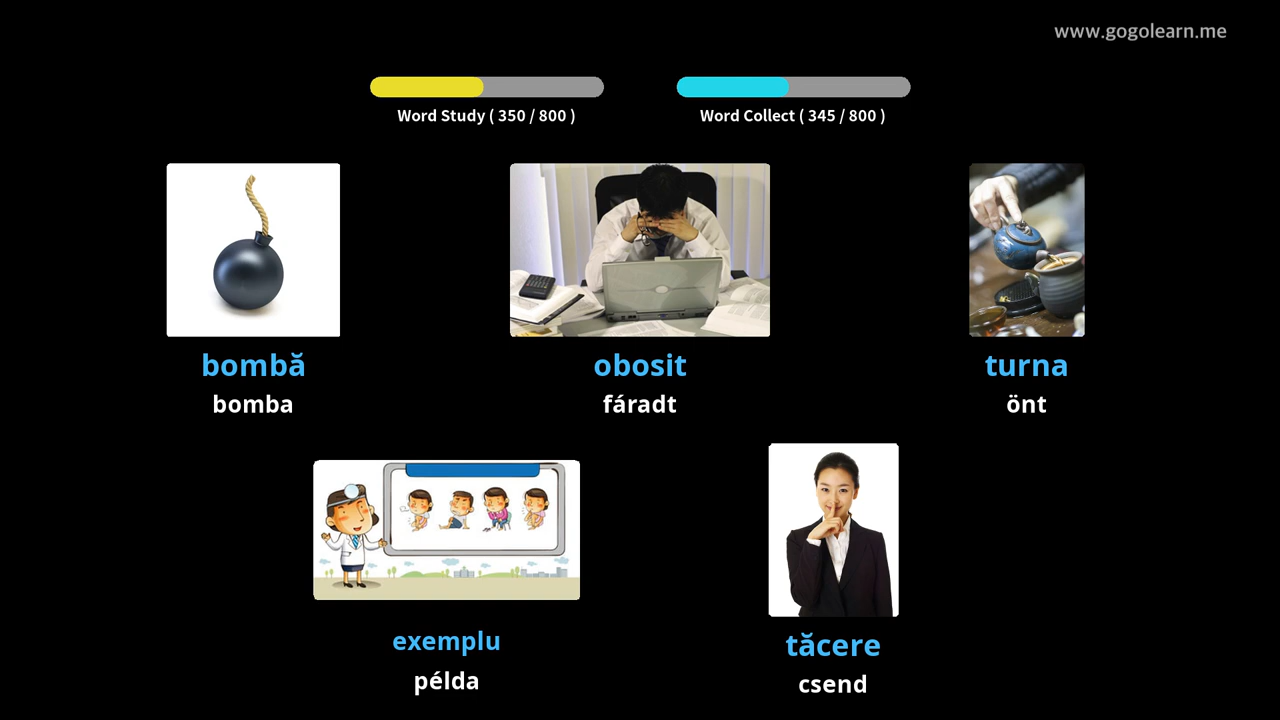 www.gogolearn.me
Word Study ( 350 / 800 )
Word Collect ( 345 / 800 )
bombă
bomba
obosit
fáradt
turna
önt
exemplu
példa
tăcere
csend